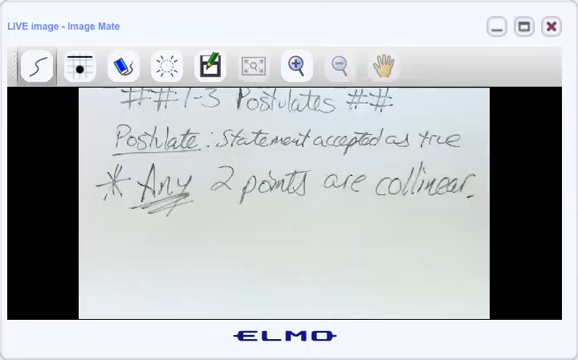 LIVE image - Image Mate
##1-3 Postulates ##
Postulate: Statement accepted as true
* Any 2 points are collinear.
ELMO